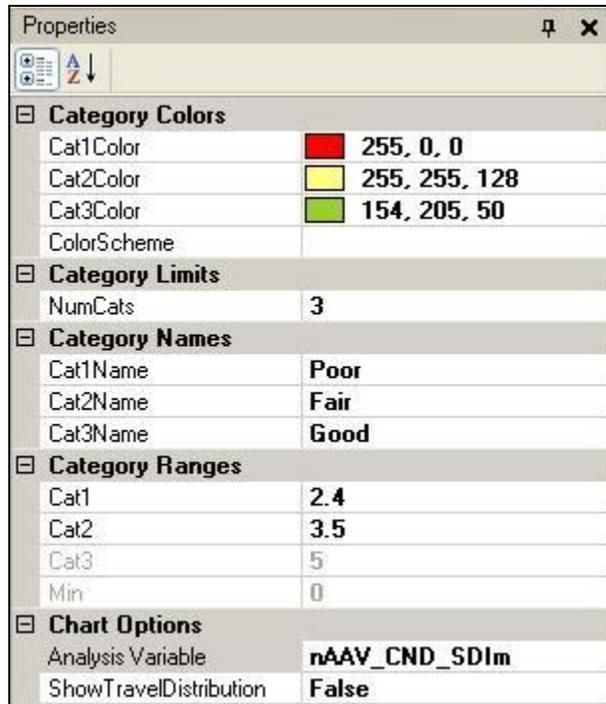 Properties
A
Z
Category Colors
Cat1Color 255, 0, 0
Cat2Color 255, 255, 128
Cat3Color 154, 205, 50
ColorScheme
Category Limits
NumCats 3
Category Names
Cat1Name Poor
Cat2Name Fair
Cat3Name Good
Category Ranges
Cat1 2.4
Cat2 3.5
Cat3 5
Min 0
Chart Options
Analysis Variable nAAV_CND_SDIm
ShowTravelDistribution False